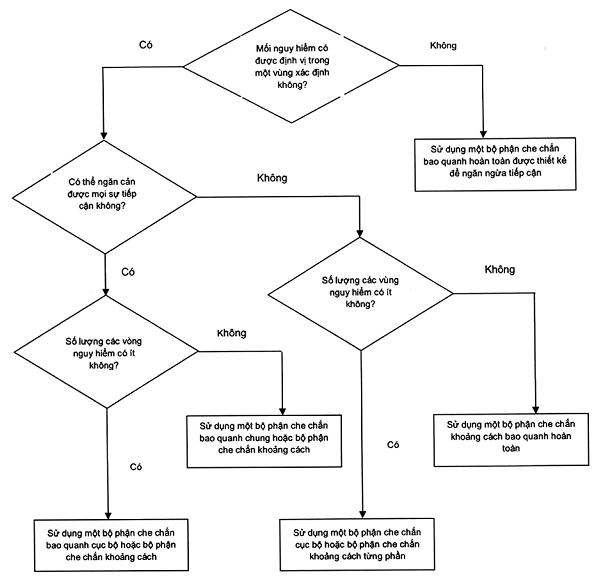 Mối nguy hiểm có
được định vị trong
một vùng xác định
không?
Có
Không
Sử dụng một bộ phận che chắn
bao quanh hoàn toàn được thiết kế
để ngăn ngừa tiếp cận
Có thể ngăn cản
được mọi sự tiếp
cận không?
Không
Có
Số lượng các vùng
nguy hiểm có ít
không?
Không
Số lượng các vòng
nguy hiểm có ít
không?
Không
Sử dụng một bộ phận che chắn
bao quanh chung hoặc bộ phận
che chắn khoảng cách
Sử dụng một bộ phận che chắn
khoảng cách bao quanh hoàn
toàn
Có
Có
Sử dụng một bộ phận che chắn
bao quanh cục bộ hoặc bộ phận
che chắn khoảng cách
Sử dụng một bộ phận che chắn
cục bộ hoặc bộ phận che chắn
khoảng cách từng phần